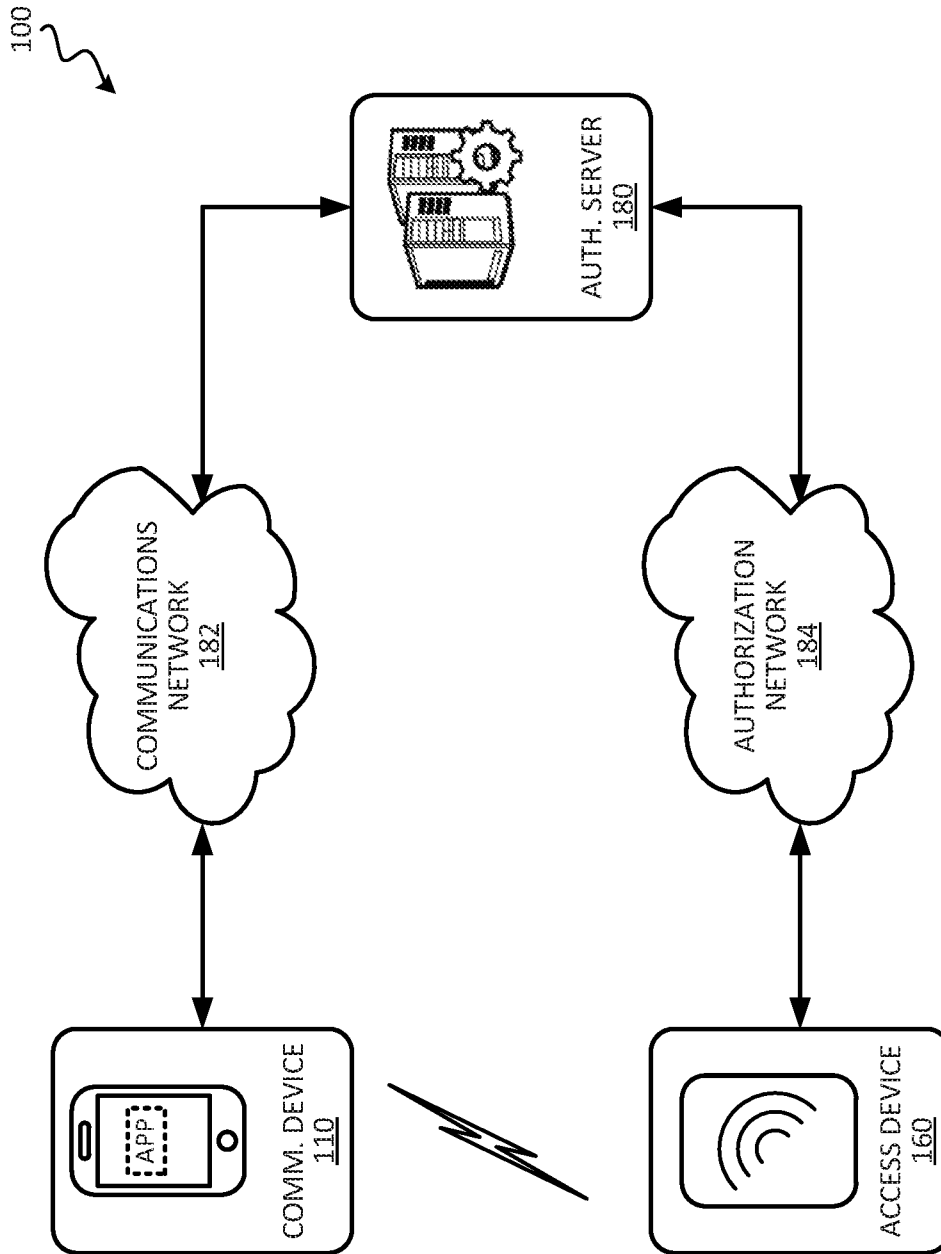 100
APP
COMM. DEVICE
110
COMMUNICATIONS
NETWORK
182
AUTH. SERVER
180
ACCESS DEVICE
160
AUTHORIZATION
NETWORK
184